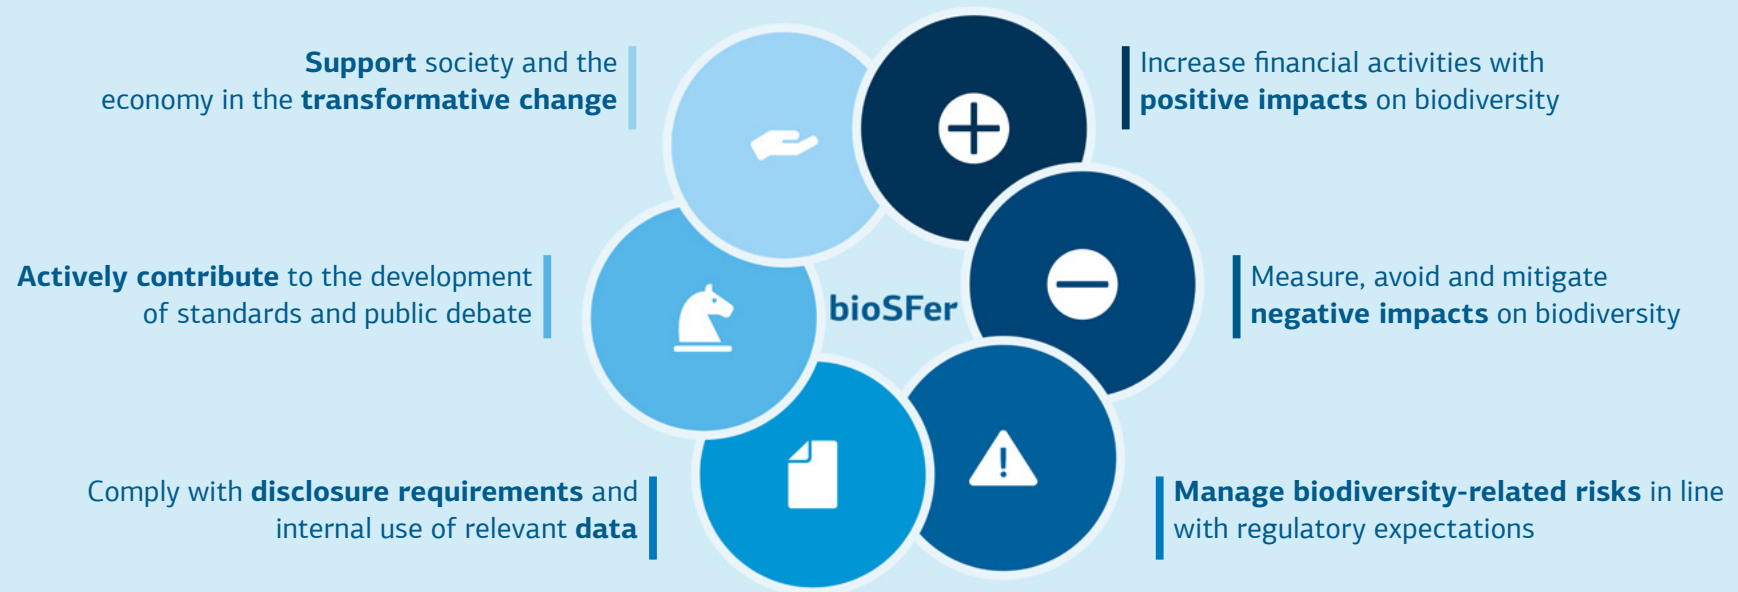 Support society and the
economy in the transformative change
Increase financial activities with
positive impacts on biodiversity
Actively contribute to the development
of standards and public debate
bioSFer
Measure, avoid and mitigate
negative impacts on biodiversity
Comply with disclosure requirements and
internal use of relevant data
Manage biodiversity-related risks in line
with regulatory expectations